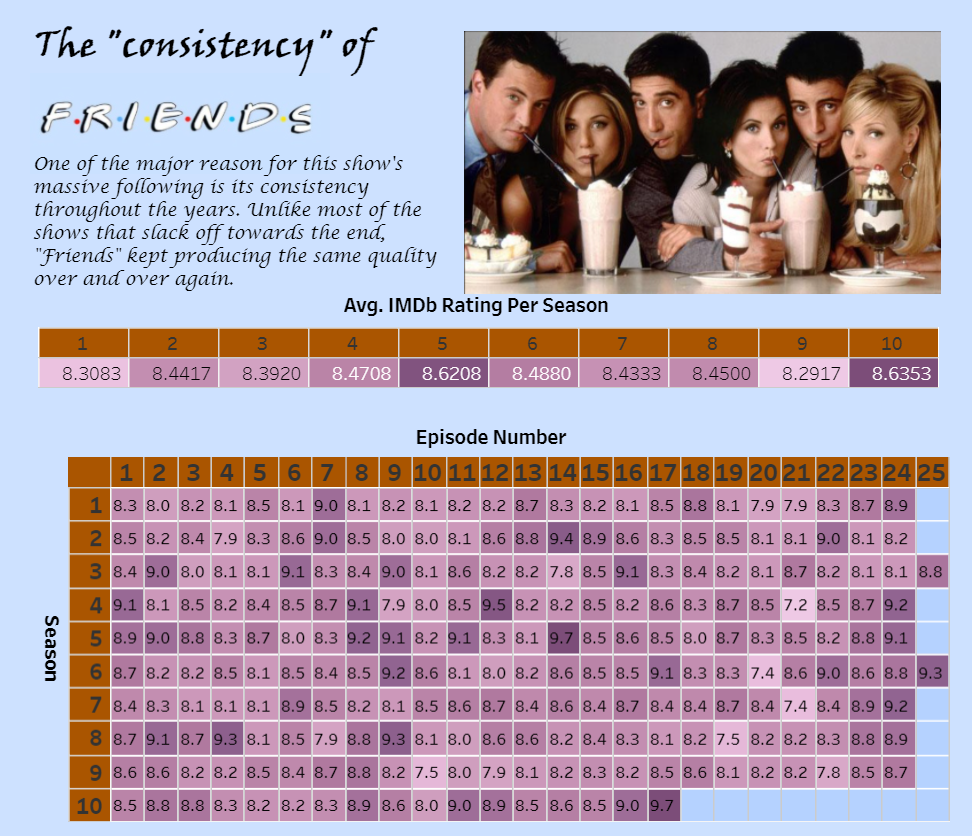 The "consistency" of
F·R·I·E·N·D·S
One of the major reason for this show's
massive following is its consistency
throughout the years. Unlike most of the
shows that slack off towards the end,
"Friends" kept producing the same quality
over and over again.
Avg. IMDb Rating Per Season
1 2 3 4 5 6 7 8 9 10
8.3083 8.4417 8.3920 8.4708 8.6208 8.4880 8.4333 8.4500 8.2917 8.6353
Episode Number
1 2 3 4 5 6 7 8 9 10 11 12 13 14 15 16 17 18 19 20 21 22 23 24 25
Season
1 8.3 8.0 8.2 8.1 8.5 8.1 9.0 8.1 8.2 8.1 8.2 8.2 8.7 8.3 8.2 8.1 8.5 8.8 8.1 7.9 7.9 8.3 8.7 8.9
2 8.5 8.2 8.4 7.9 8.3 8.6 9.0 8.5 8.0 8.0 8.1 8.6 8.8 9.4 8.9 8.6 8.3 8.5 8.5 8.1 8.1 9.0 8.1 8.2
3 8.4 9.0 8.0 8.1 8.1 9.1 8.3 8.4 9.0 8.1 8.6 8.2 8.2 7.8 8.5 9.1 8.3 8.4 8.2 8.1 8.7 8.2 8.1 8.1 8.8
4 9.1 8.1 8.5 8.2 8.4 8.5 8.7 9.1 7.9 8.0 8.5 9.5 8.2 8.2 8.5 8.2 8.6 8.3 8.7 8.5 7.2 8.5 8.7 9.2
5 8.9 9.0 8.8 8.3 8.7 8.0 8.3 9.2 9.1 8.2 9.1 8.3 8.1 9.7 8.5 8.6 8.5 8.0 8.7 8.3 8.5 8.2 8.8 9.1
6 8.7 8.2 8.2 8.5 8.1 8.5 8.4 8.5 9.2 8.6 8.1 8.0 8.2 8.6 8.5 8.5 9.1 8.3 8.3 7.4 8.6 9.0 8.6 8.8 9.3
7 8.4 8.3 8.1 8.1 8.1 8.9 8.5 8.2 8.1 8.5 8.6 8.7 8.4 8.6 8.4 8.7 8.4 8.4 8.7 8.4 7.4 8.4 8.9 9.2
8 8.7 9.1 8.7 9.3 8.1 8.5 7.9 8.8 9.3 8.1 8.0 8.6 8.6 8.2 8.4 8.3 8.1 8.2 7.5 8.2 8.2 8.3 8.8 8.9
9 8.6 8.6 8.2 8.2 8.5 8.4 8.7 8.8 8.2 7.5 8.0 7.9 8.1 8.2 8.3 8.2 8.5 8.6 8.1 8.2 8.2 7.8 8.5 8.7
10 8.5 8.8 8.8 8.3 8.2 8.2 8.3 8.9 8.6 8.0 9.0 8.9 8.5 8.6 8.5 9.0 9.7